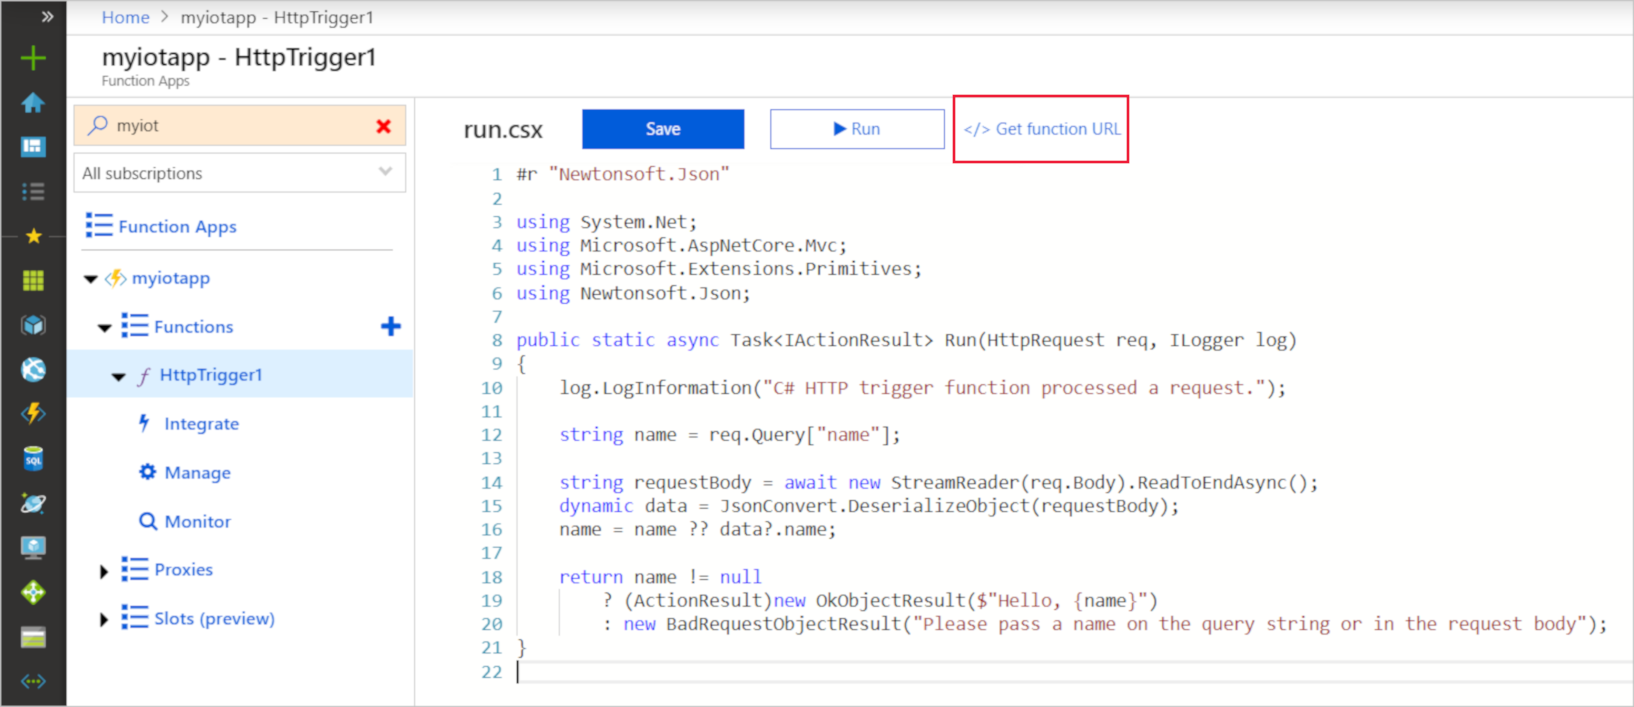 Home > myiotapp - HttpTrigger1
myiotapp - HttpTrigger1
Function Apps
myiot
All subscriptions
Function Apps
myiotapp
Functions
HttpTrigger1
Integrate
Manage
Monitor
Proxies
Slots (preview)
SQL
run.csx
Save
Run
</> Get function URL
1 #r "Newtonsoft.Json"
2
3 using System.Net;
4 using Microsoft.AspNetCore.Mvc;
5 using Microsoft.Extensions.Primitives;
6 using Newtonsoft.Json;
7
8 public static async Task<IActionResult> Run(HttpRequest req, ILogger log)
9 {
10 log.LogInformation("C# HTTP trigger function processed a request.");
11
12 string name = req.Query["name"];
13
14 string requestBody = await new StreamReader(req.Body).ReadToEndAsync();
15 dynamic data = JsonConvert.DeserializeObject(requestBody);
16 name = name ?? data?.name;
17
18 return name != null
19 ? (ActionResult)new OkObjectResult($"Hello, {name}")
20 : new BadRequestObjectResult("Please pass a name on the query string or in the request body");
21 }
22